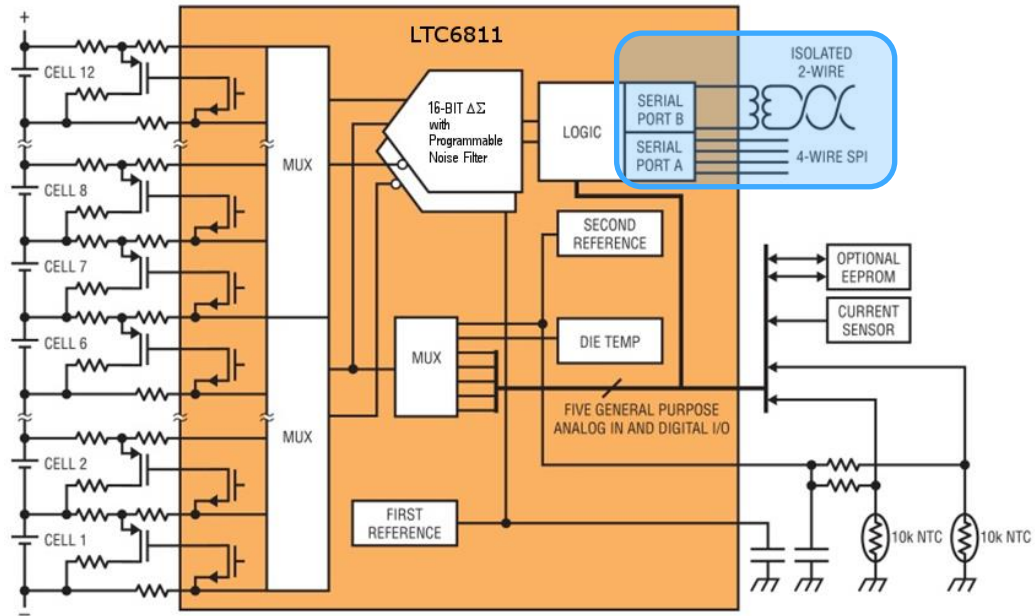 +
LTC6811
ISOLATED
2-WIRE
CELL 12
16-BIT ΔΣ
with
Programmable
Noise Filter
LOGIC
SERIAL
PORT B
SERIAL
PORT A
4-WIRE SPI
MUX
CELL 8
SECOND
REFERENCE
OPTIONAL
EEPROM
CELL 7
CURRENT
SENSOR
CELL 6
MUX
DIE TEMP
FIVE GENERAL PURPOSE
ANALOG IN AND DIGITAL I/O
MUX
CELL 2
FIRST
REFERENCE
CELL 1
10k NTC
10k NTC
–